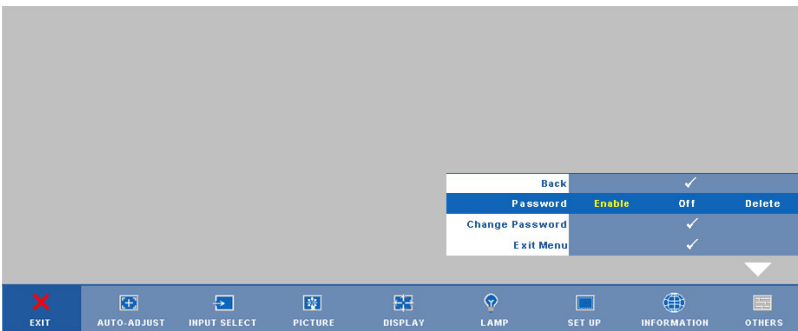 Back
Password Enable Off Delete
Change Password
Exit Menu
EXIT AUTO-ADJUST INPUT SELECT PICTURE DISPLAY LAMP SET UP INFORMATION OTHERS